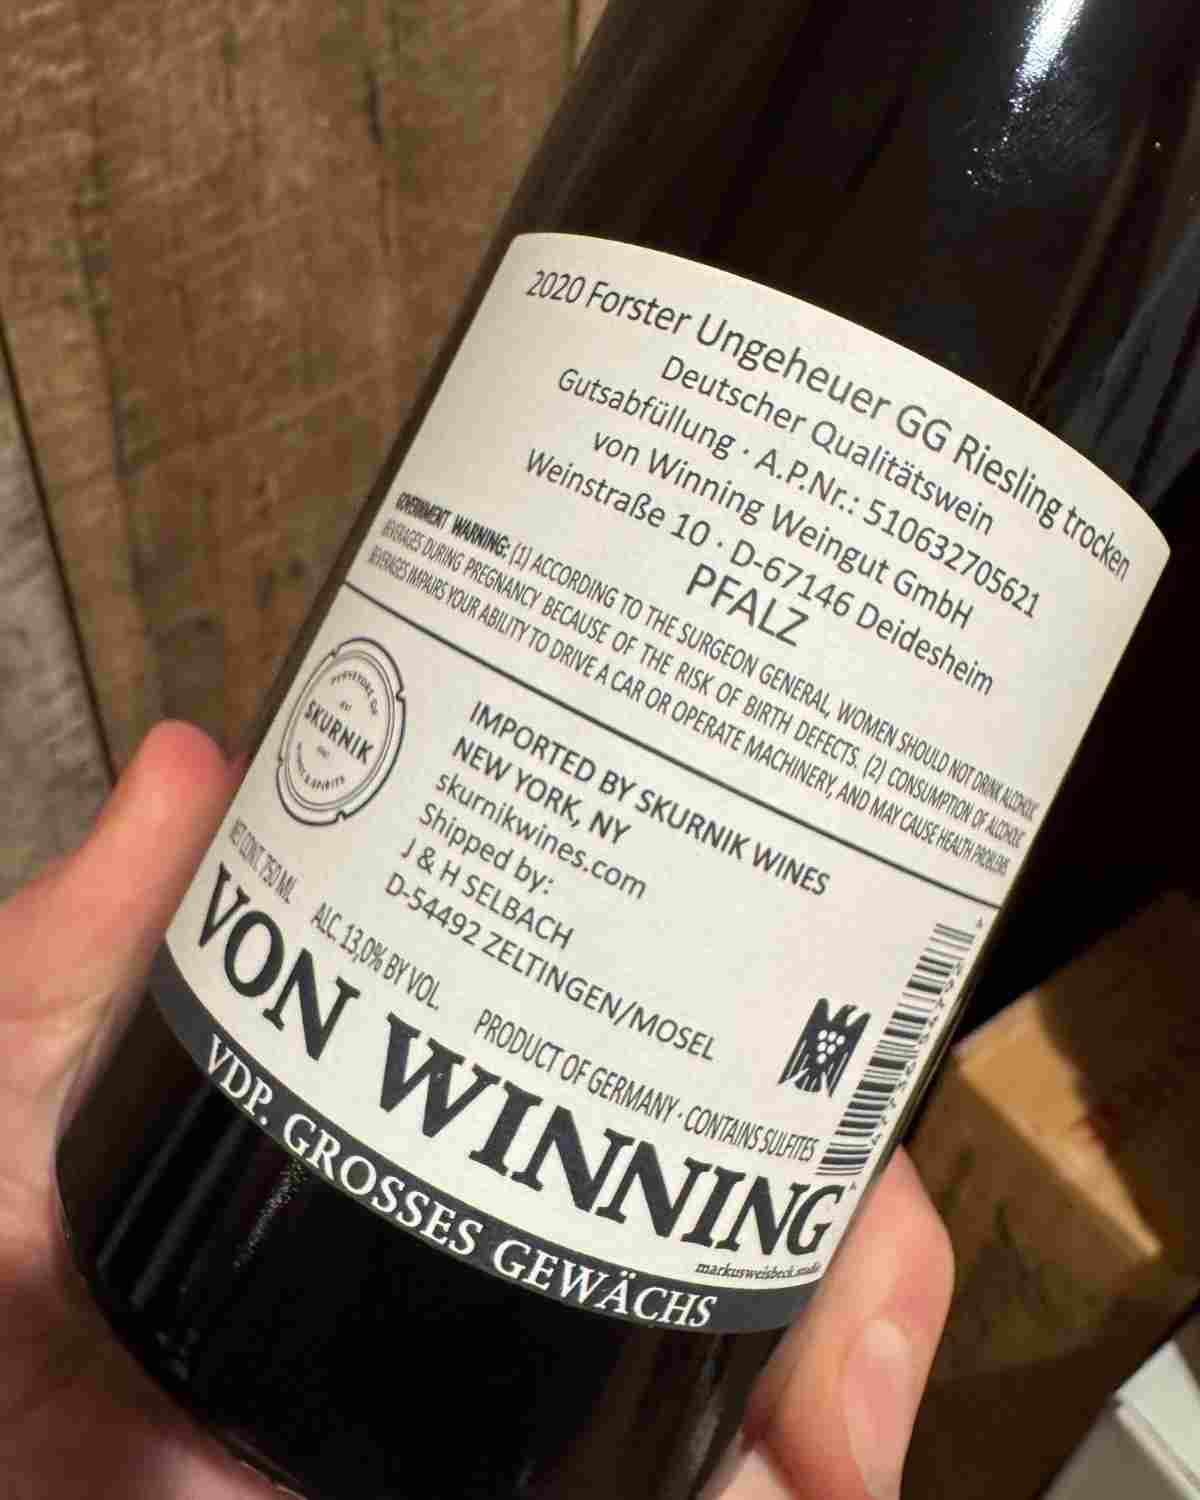 2020 Forster Ungeheuer GG Riesling trocken
Deutscher Qualitätswein
Gutsabfüllung · A.P.Nr.: 510632705621
von Winning Weingut GmbH
Weinstraße 10 · D-67146 Deidesheim
PFALZ
GOVERNMENT WARNING: (1) ACCORDING TO THE SURGEON GENERAL, WOMEN SHOULD NOT DRINK ALCOHOLIC
BEVERAGES DURING PREGNANCY BECAUSE OF THE RISK OF BIRTH DEFECTS. (2) CONSUMPTION OF ALCOHOLIC
BEVERAGES IMPAIRS YOUR ABILITY TO DRIVE A CAR OR OPERATE MACHINERY, AND MAY CAUSE HEALTH PROBLEMS
SKURNIK
IMPORTED BY SKURNIK WINES
NEW YORK, NY
skurnikwines.com
Shipped by:
J & H SELBACH
D-54492 ZELTINGEN/MOSEL
NET CONT. 750 ML ALC. 13,0% BY VOL. PRODUCT OF GERMANY · CONTAINS SULFITES
VON WINNING
markusweisbeck studio
VDP. GROSSES GEWÄCHS